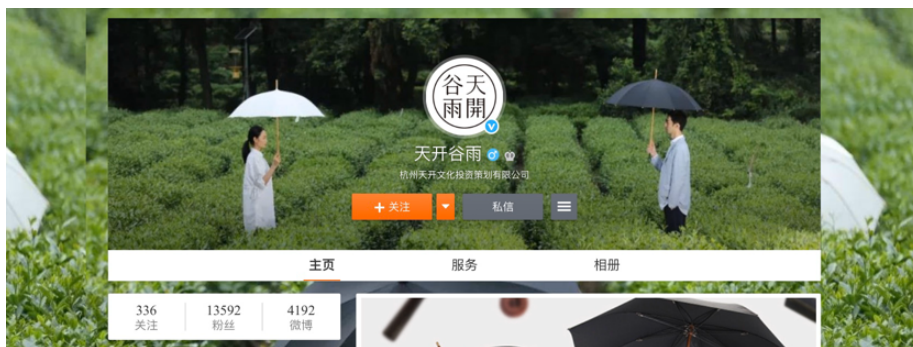 天開
谷雨
天开谷雨
杭州天开文化投资策划有限公司
+ 关注
私信
主页
服务
相册
336
13592
4192
关注
粉丝
微博